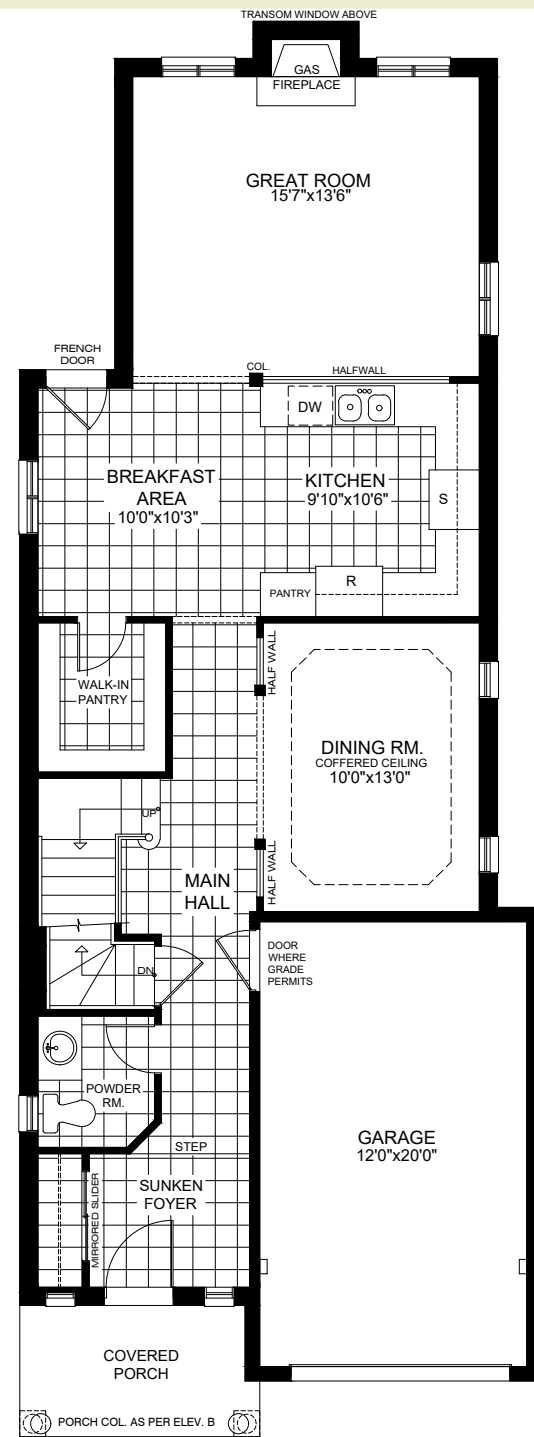 TRANSOM WINDOW ABOVE
GAS
FIREPLACE
GREAT ROOM
15'7"x13'6"
FRENCH
DOOR
COL.
HALFWALL
DW
BREAKFAST
AREA
10'0"x10'3"
KITCHEN
9'10"x10'6"
S
R
PANTRY
WALK-IN
PANTRY
HALF WALL
DINING RM.
COFFERED CEILING
10'0"x13'0"
UP
HALF WALL
MAIN
HALL
DN
DOOR
WHERE
GRADE
PERMITS
POWDER
RM.
GARAGE
12'0"x20'0"
STEP
MIRRORED SLIDER
SUNKEN
FOYER
COVERED
PORCH
PORCH COL. AS PER ELEV. B